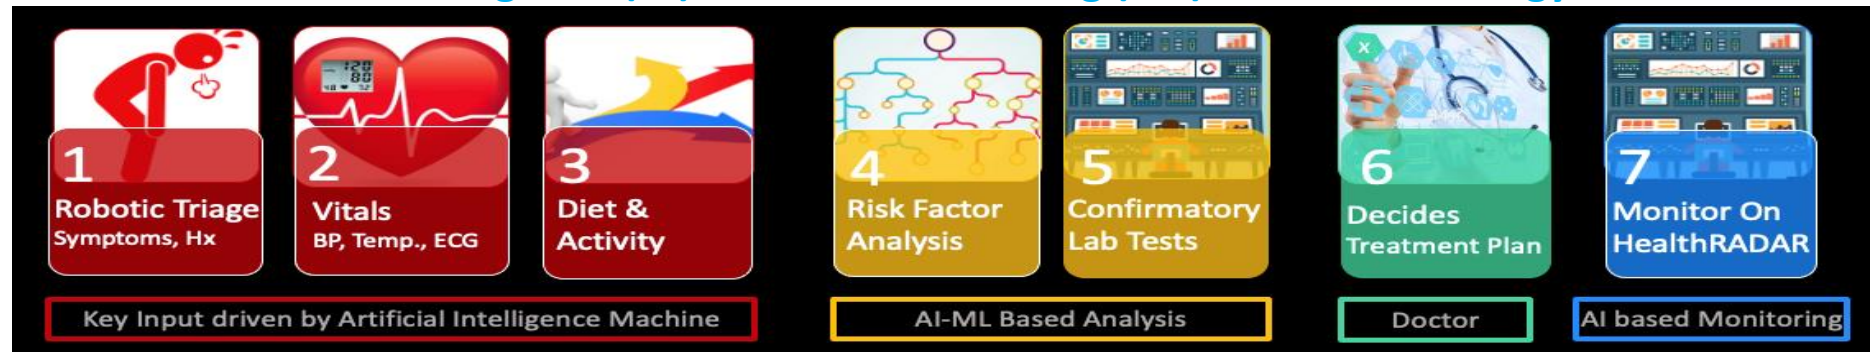 1
Robotic Triage
Symptoms, Hx
2
Vitals
BP, Temp., ECG
3
Diet &
Activity
4
Risk Factor
Analysis
5
Confirmatory
Lab Tests
6
Decides
Treatment Plan
7
Monitor On
HealthRADAR
Key Input driven by Artificial Intelligence Machine
AI-ML Based Analysis
Doctor
AI based Monitoring
120
80
X